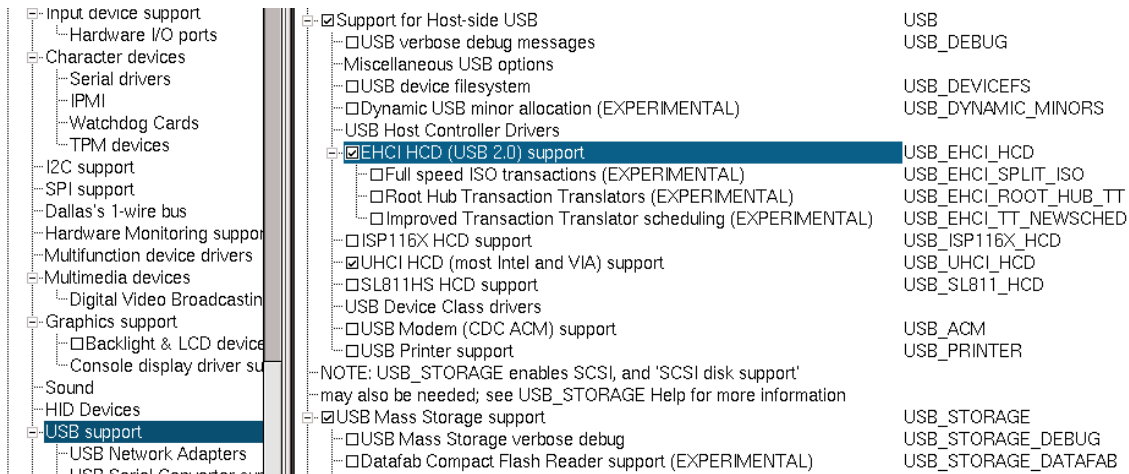 Input device support
Hardware I/O ports
Character devices
Serial drivers
IPMI
Watchdog Cards
TPM devices
I2C support
SPI support
Dallas's 1-wire bus
Hardware Monitoring suppor
Multifunction device drivers
Multimedia devices
Digital Video Broadcastin
Graphics support
Backlight & LCD device
Console display driver su
Sound
HID Devices
USB support
USB Network Adapters
USB Serial Converter sup
Support for Host-side USB USB
USB verbose debug messages USB_DEBUG
Miscellaneous USB options
USB device filesystem USB_DEVICEFS
Dynamic USB minor allocation (EXPERIMENTAL) USB_DYNAMIC_MINORS
USB Host Controller Drivers
EHCI HCD (USB 2.0) support USB_EHCI_HCD
Full speed ISO transactions (EXPERIMENTAL) USB_EHCI_SPLIT_ISO
Root Hub Transaction Translators (EXPERIMENTAL) USB_EHCI_ROOT_HUB_TT
Improved Transaction Translator scheduling (EXPERIMENTAL) USB_EHCI_TT_NEWSCHED
ISP116X HCD support USB_ISP116X_HCD
UHCI HCD (most Intel and VIA) support USB_UHCI_HCD
SL811HS HCD support USB_SL811_HCD
USB Device Class drivers
USB Modem (CDC ACM) support USB_ACM
USB Printer support USB_PRINTER
NOTE: USB_STORAGE enables SCSI, and 'SCSI disk support'
may also be needed; see USB_STORAGE Help for more information
USB Mass Storage support USB_STORAGE
USB Mass Storage verbose debug USB_STORAGE_DEBUG
Datafab Compact Flash Reader support (EXPERIMENTAL) USB_STORAGE_DATAFAB